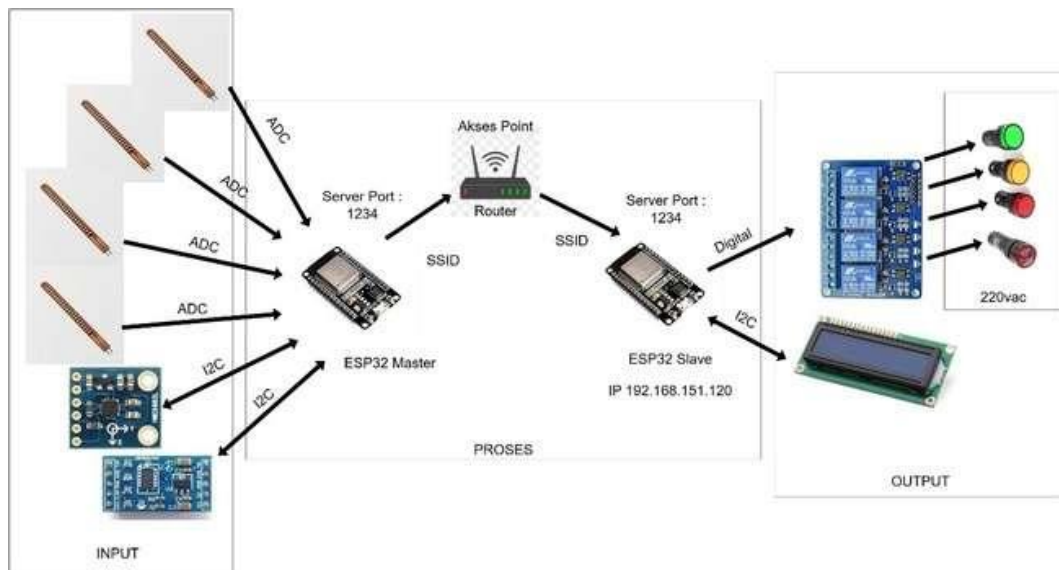 ADC
ADC
ADC
ADC
I2C
I2C
INPUT
Akses Point
Router
Server Port :
1234
SSID
ESP32 Master
SSID
Server Port :
1234
ESP32 Slave
IP 192.168.151.120
PROSES
Digital
I2C
220vac
OUTPUT